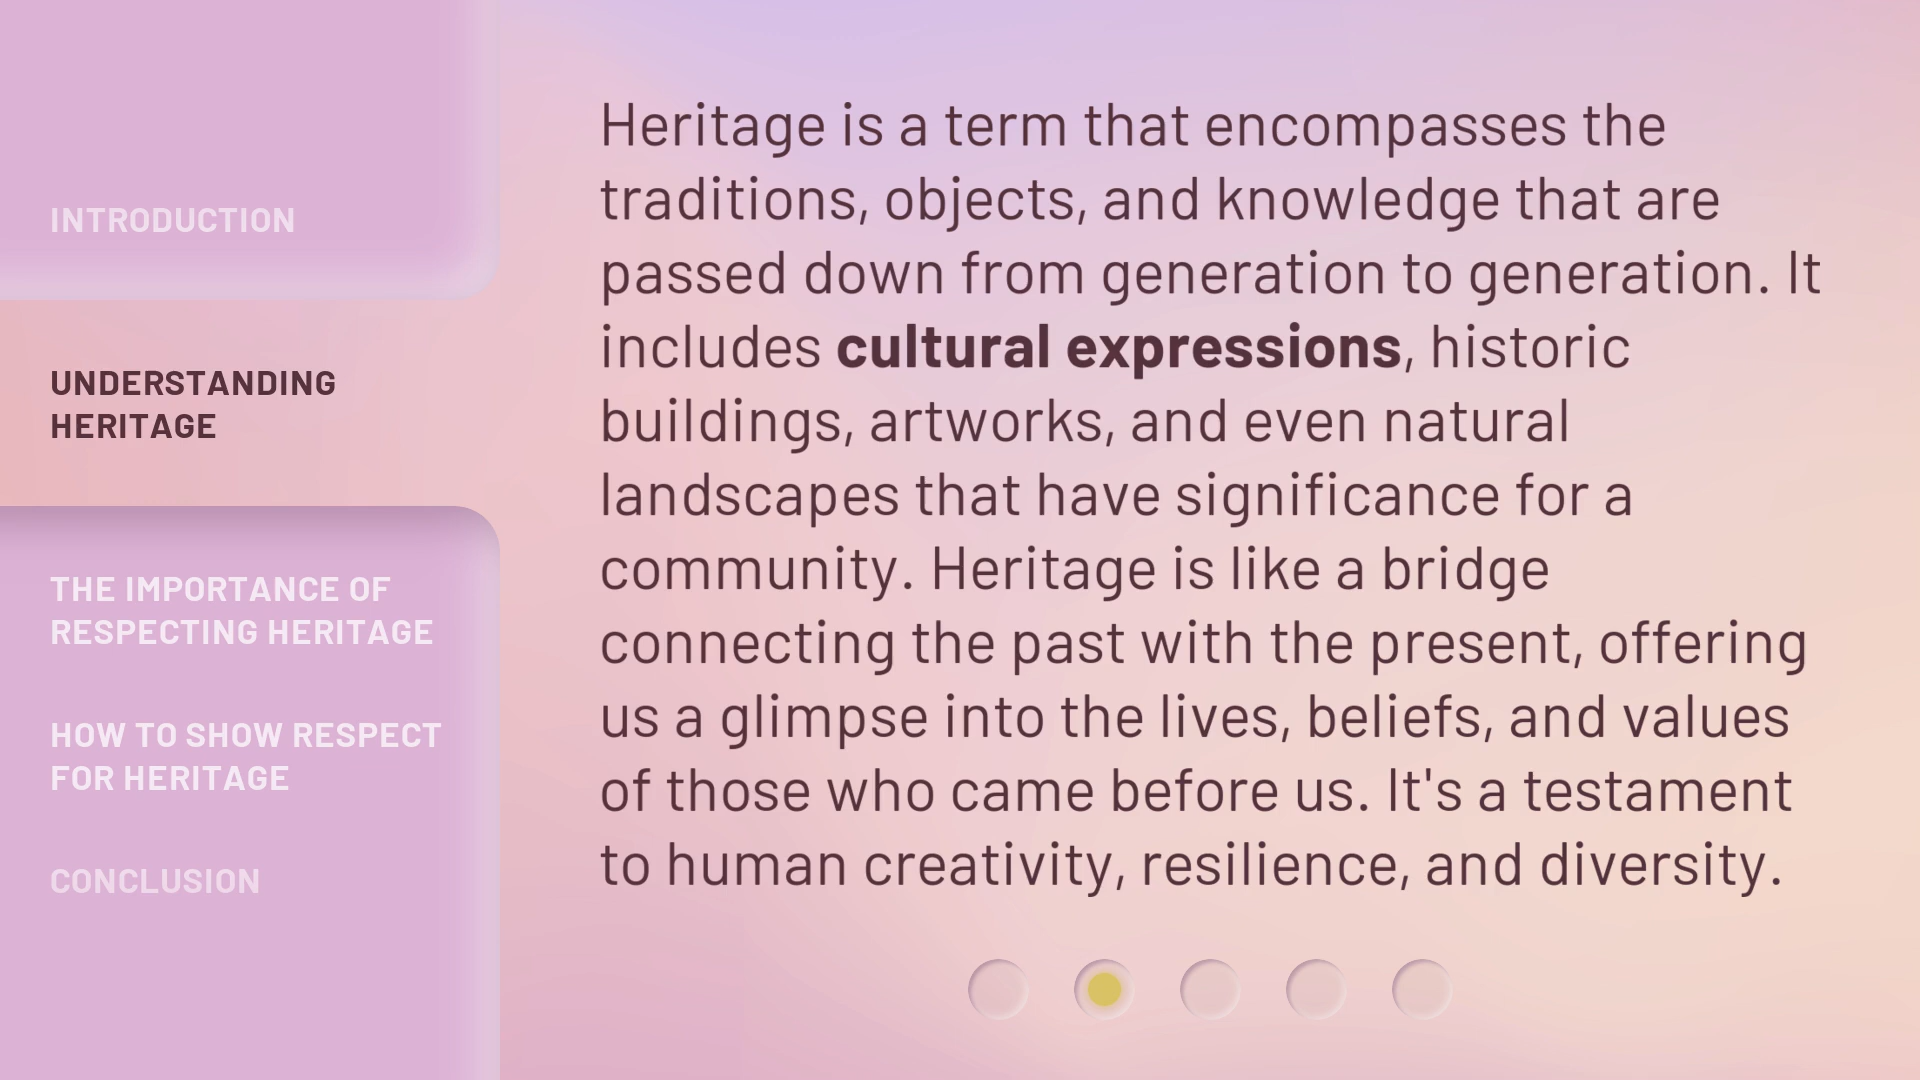 INTRODUCTION
UNDERSTANDING
HERITAGE
THE IMPORTANCE OF
RESPECTING HERITAGE
HOW TO SHOW RESPECT
FOR HERITAGE
CONCLUSION
Heritage is a term that encompasses the
traditions, objects, and knowledge that are
passed down from generation to generation. It
includes cultural expressions, historic
buildings, artworks, and even natural
landscapes that have significance for a
community. Heritage is like a bridge
connecting the past with the present, offering
us a glimpse into the lives, beliefs, and values
of those who came before us. It's a testament
to human creativity, resilience, and diversity.